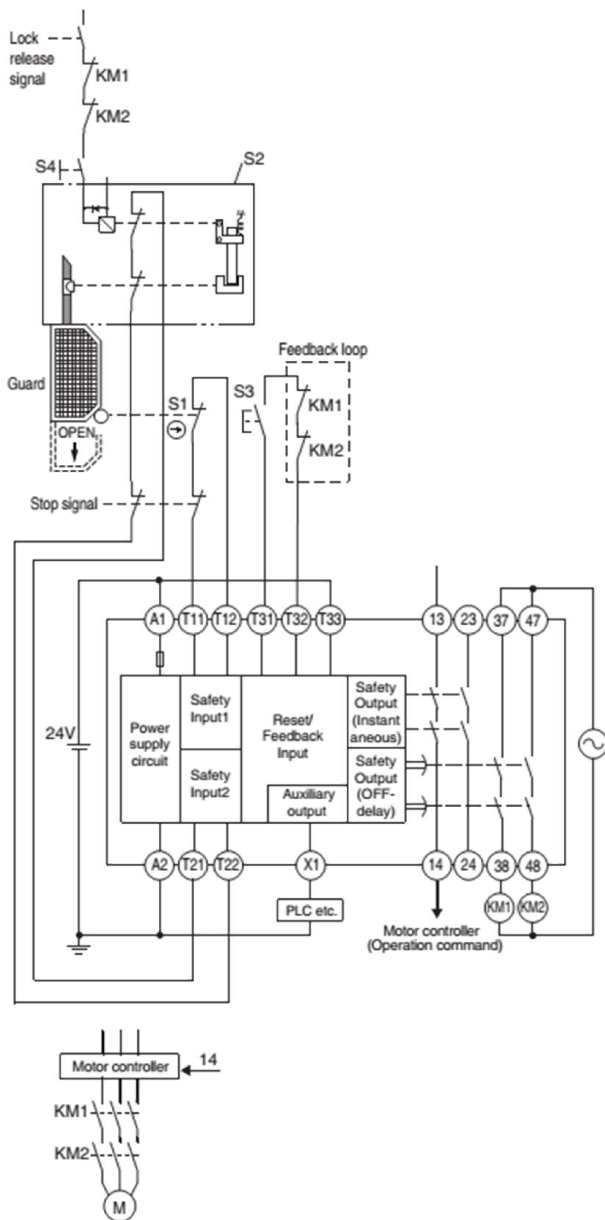 Lock
release
signal
KM1
KM2
S4
S2
Guard
OPEN
S1
S3
Feedback loop
KM1
KM2
Stop signal
A1 T11 T12 T31 T32 T33 13 23 37 47
24V
Power
supply
circuit
Safety
Input1
Safety
Input2
Reset/
Feedback
Input
Auxiliary
output
Safety
Output
(Instant
aneous)
Safety
Output
(OFF-
delay)
A2 T21 T22 X1 14 24 38 48
PLC etc.
KM1 KM2
Motor controller
(Operation command)
Motor controller
14
KM1
KM2
M